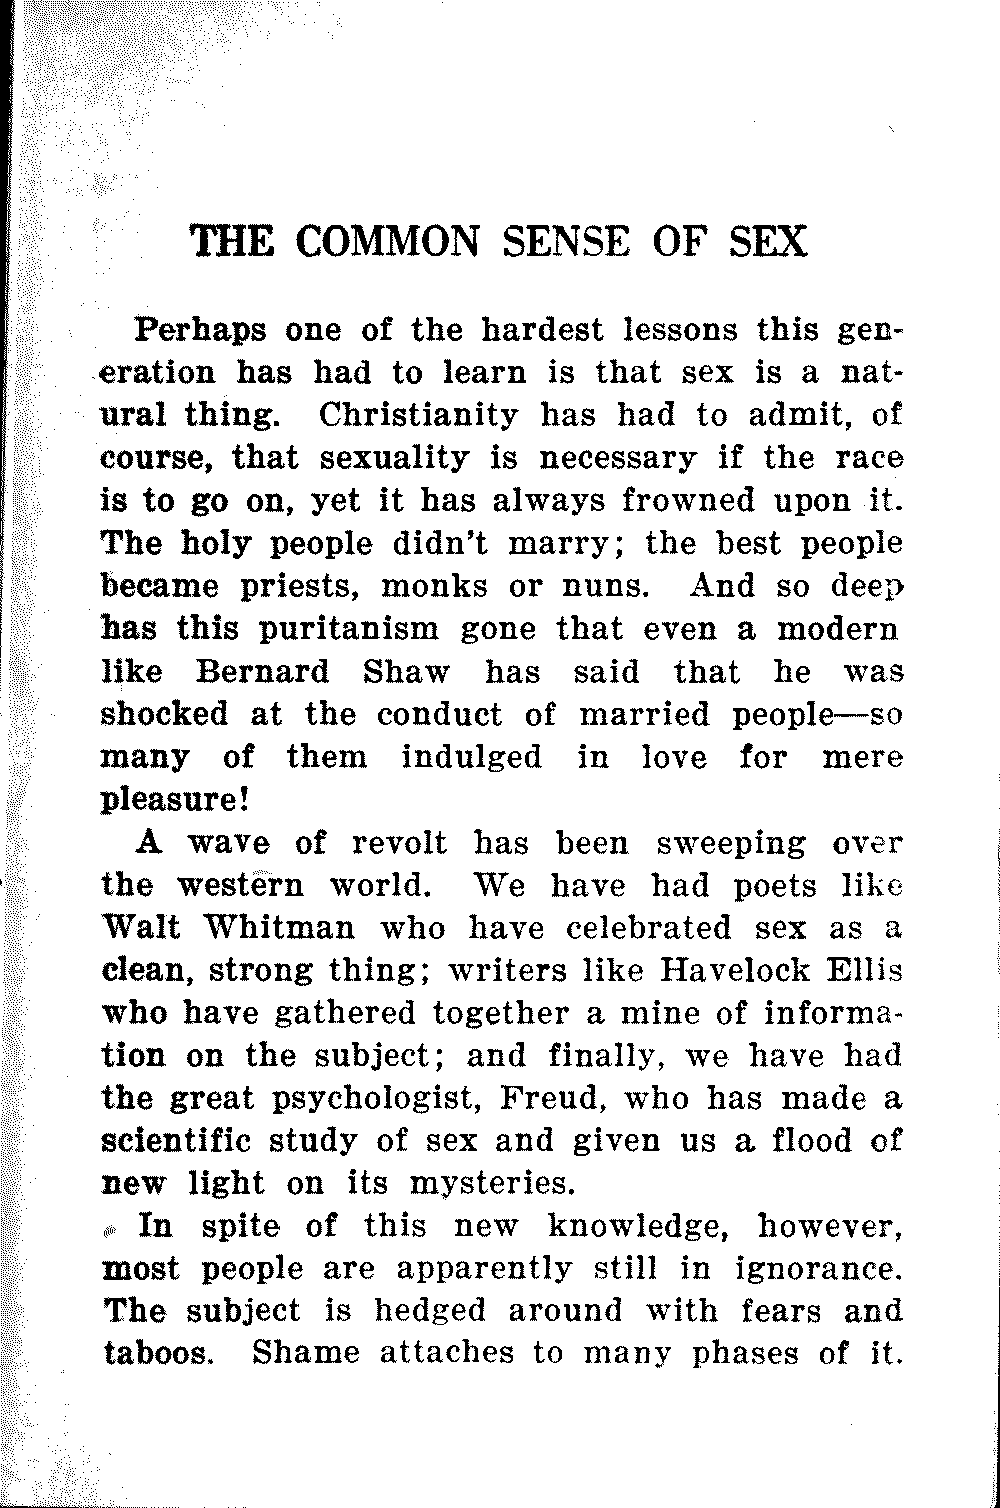 THE COMMON SENSE OF SEX
Perhaps one of the hardest lessons this gen-
eration has had to learn is that sex is a nat-
ural thing. Christianity has had to admit, of
course, that sexuality is necessary if the race
is to go on, yet it has always frowned upon it.
The holy people didn't marry; the best people
became priests, monks or nuns. And so deep
has this puritanism gone that even a modern
like Bernard Shaw has said that he was
shocked at the conduct of married people—so
many of them indulged in love for mere
pleasure!
A wave of revolt has been sweeping over
the western world. We have had poets like
Walt Whitman who have celebrated sex as a
clean, strong thing; writers like Havelock Ellis
who have gathered together a mine of informa-
tion on the subject; and finally, we have had
the great psychologist, Freud, who has made a
scientific study of sex and given us a flood of
new light on its mysteries.
In spite of this new knowledge, however,
most people are apparently still in ignorance.
The subject is hedged around with fears and
taboos. Shame attaches to many phases of it.